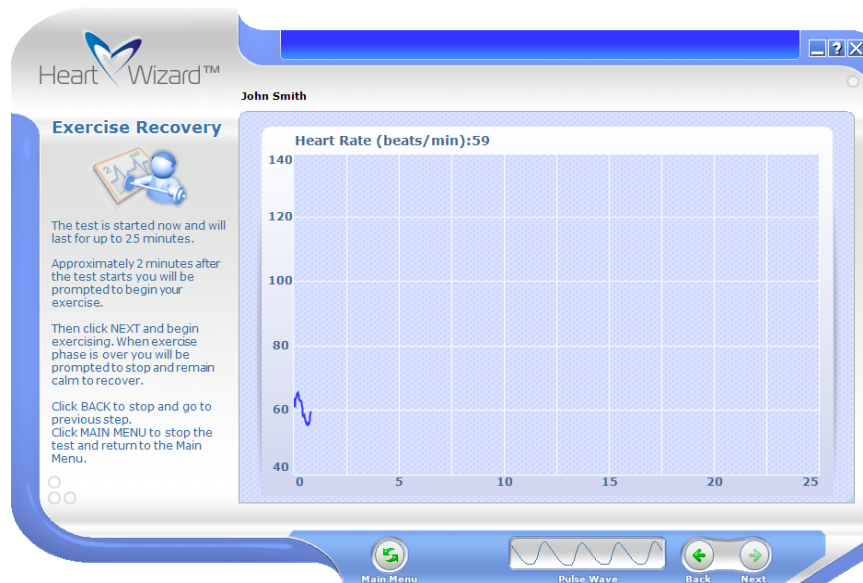 Heart Wizard™
John Smith
Exercise Recovery
The test is started now and will
last for up to 25 minutes.
Approximately 2 minutes after
the test starts you will be
prompted to begin your
exercise.
Then click NEXT and begin
exercising. When exercise
phase is over you will be
prompted to stop and remain
calm to recover.
Click BACK to stop and go to
previous step.
Click MAIN MENU to stop the
test and return to the Main
Menu.
Heart Rate (beats/min):59
140
120
100
80
60
40
0 5 10 15 20 25
Main Menu Pulse Wave Back Next